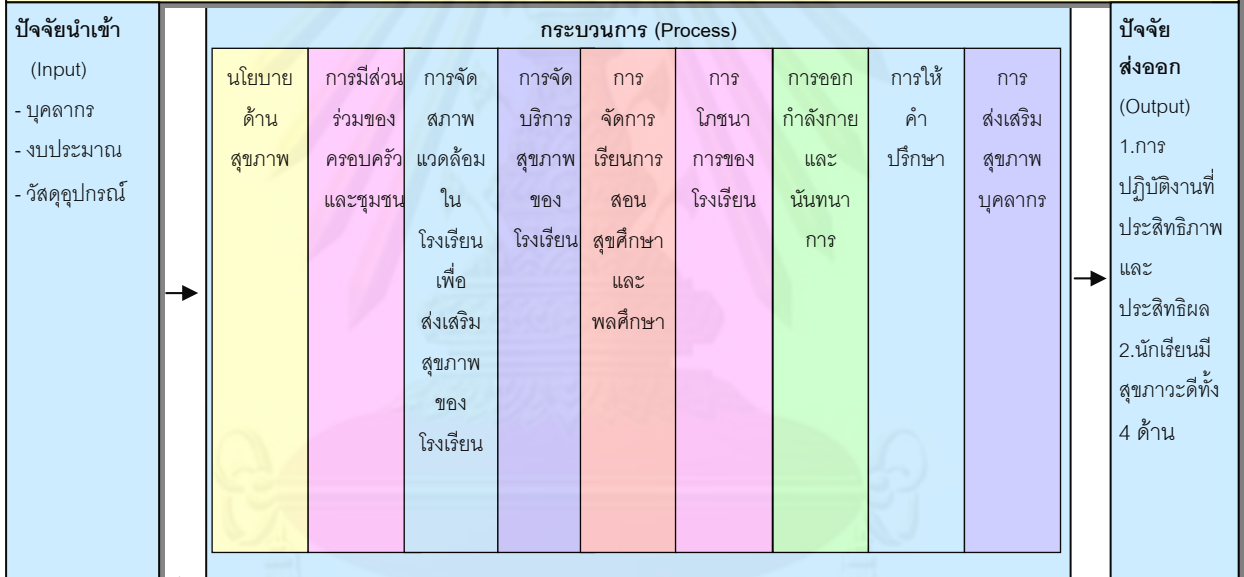 ปัจจัยนำเข้า
(Input)
- บุคลากร
- งบประมาณ
- วัสดุอุปกรณ์
กระบวนการ (Process)
นโยบาย
ด้าน
สุขภาพ
การมีส่วน
ร่วมของ
ครอบครัว
และชุมชน
การจัด
สภาพ
แวดล้อม
ใน
โรงเรียน
เพื่อ
ส่งเสริม
สุขภาพ
ของ
โรงเรียน
การจัด
บริการ
สุขภาพ
ของ
โรงเรียน
การ
จัดการ
เรียนการ
สอน
สุขศึกษา
และ
พลศึกษา
การ
โภชนา
การของ
โรงเรียน
การออก
กำลังกาย
และ
นันทนา
การ
การให้
คำ
ปรึกษา
การ
ส่งเสริม
สุขภาพ
บุคลากร
ปัจจัย
ส่งออก
(Output)
1.การ
ปฏิบัติงานที่
ประสิทธิภาพ
และ
ประสิทธิผล
2.นักเรียนมี
สุขภาวะดีทั้ง
4 ด้าน